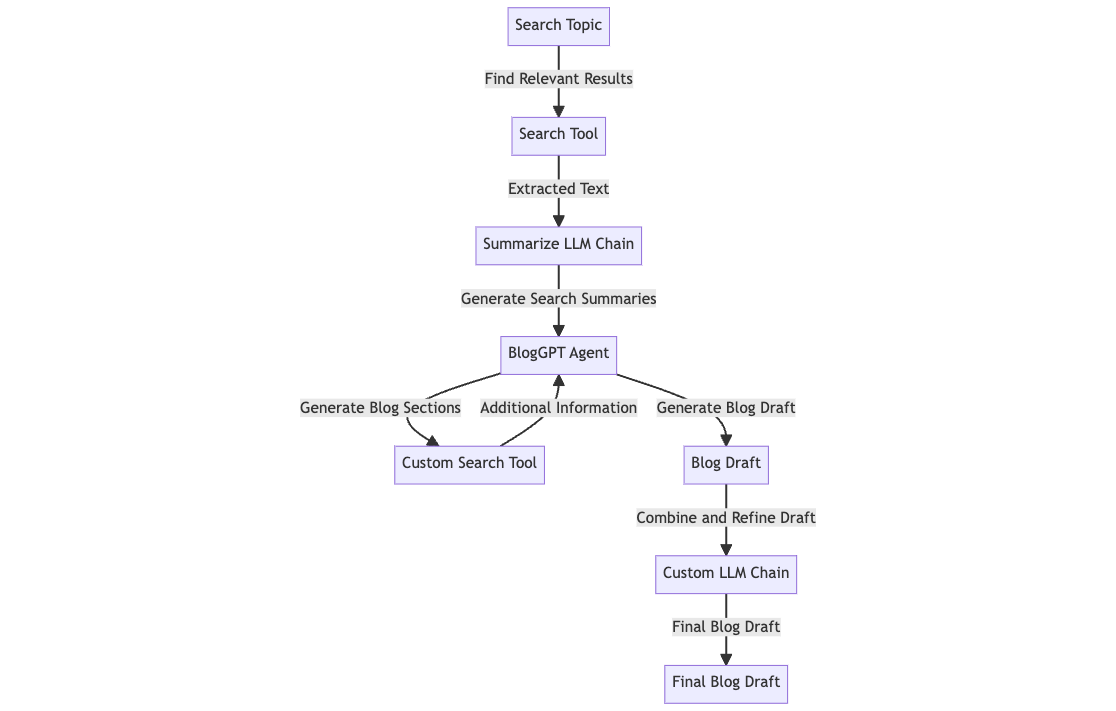 Search Topic
Find Relevant Results
Search Tool
Extracted Text
Summarize LLM Chain
Generate Search Summaries
BlogGPT Agent
Generate Blog Sections
Additional Information
Generate Blog Draft
Custom Search Tool
Blog Draft
Combine and Refine Draft
Custom LLM Chain
Final Blog Draft
Final Blog Draft